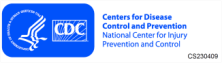 CDC
Centers for Disease
Control and Prevention
National Center for Injury
Prevention and Control
CS230409